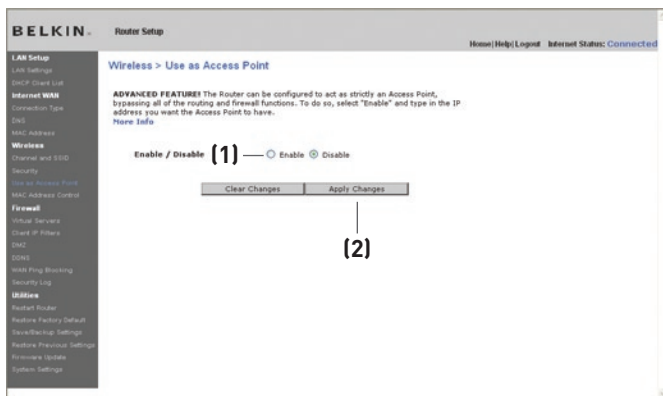 BELKIN.
Router Setup
Home|Help|Logout Internet Status: Connected
LAN Setup
LAN Settings
DHCP Client List
Internet WAN
Connection Type
DNS
MAC Address
Wireless
Channel and SSID
Security
Use as Access Point
MAC Address Control
Firewall
Virtual Servers
Client IP Filters
DMZ
DDNS
WAN Ping Blocking
Security Log
Utilities
Restart Router
Restore Factory Default
Save/Backup Settings
Restore Previous Settings
Firmware Update
System Settings
Wireless > Use as Access Point
ADVANCED FEATURE! The Router can be configured to act as strictly an Access Point,
bypassing all of the routing and firewall functions. To do so, select "Enable" and type in the IP
address you want the Access Point to have.
More Info
Enable / Disable (1) Enable Disable
Clear Changes Apply Changes
(2)